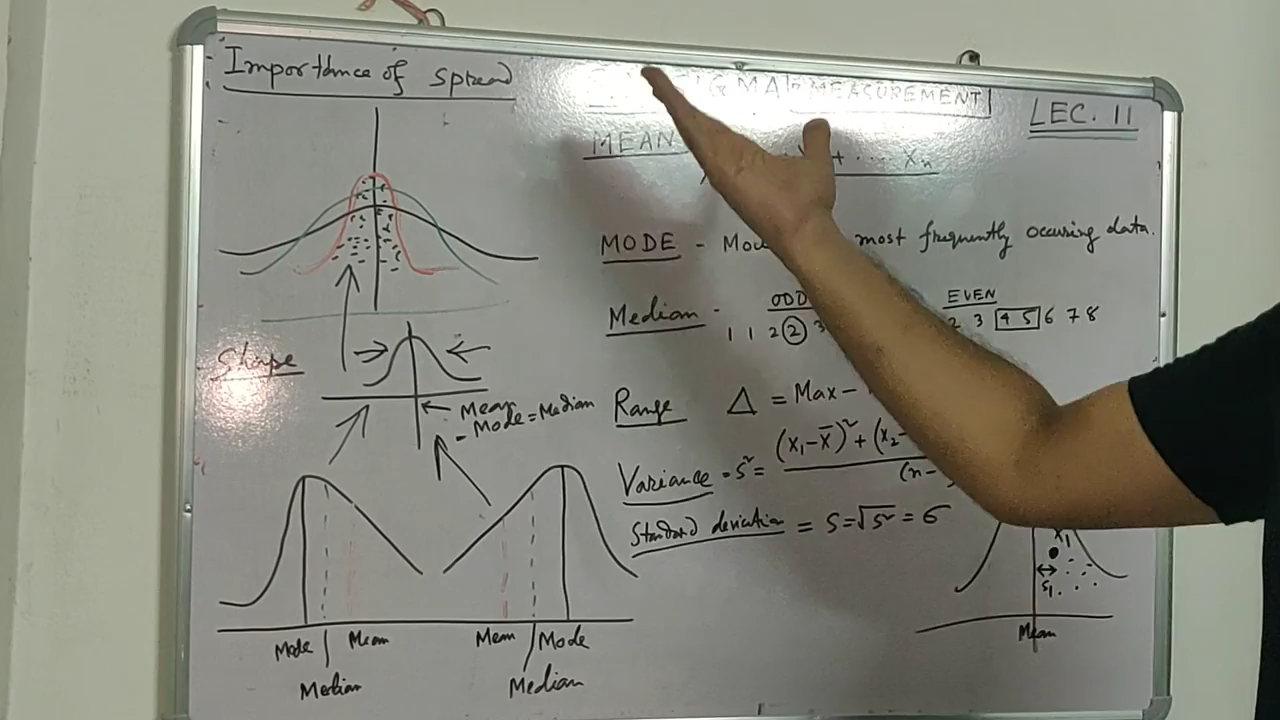 Importance of spread
SIGMA MEASUREMENT
LEC. 11
MEAN
+ ... Xn
MODE - most frequently occuring data.
Median -
ODD
1 1 2 2 3
EVEN
2 3 4 5 6 7 8
Shape
Mean
- Mode = Median
Range Δ = Max -
Variance = S² = (X₁-X̄)² + (X₂-
(n-
Standard deviation = S = √S² = 6
X₁
S₁
Mean
Mode Mean
Median
Mean Mode
Median